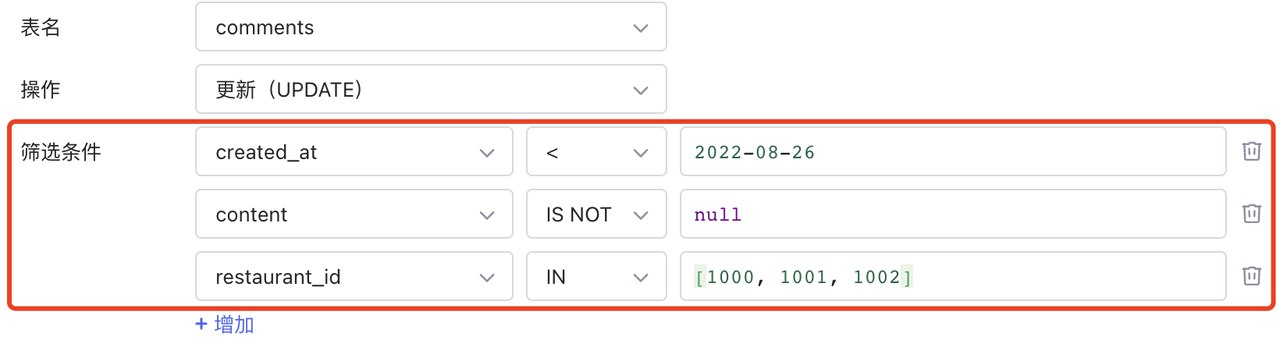 表名 comments
操作 更新（UPDATE）
筛选条件 created_at < 2022-08-26
content IS NOT null
restaurant_id IN [1000, 1001, 1002]
+ 增加